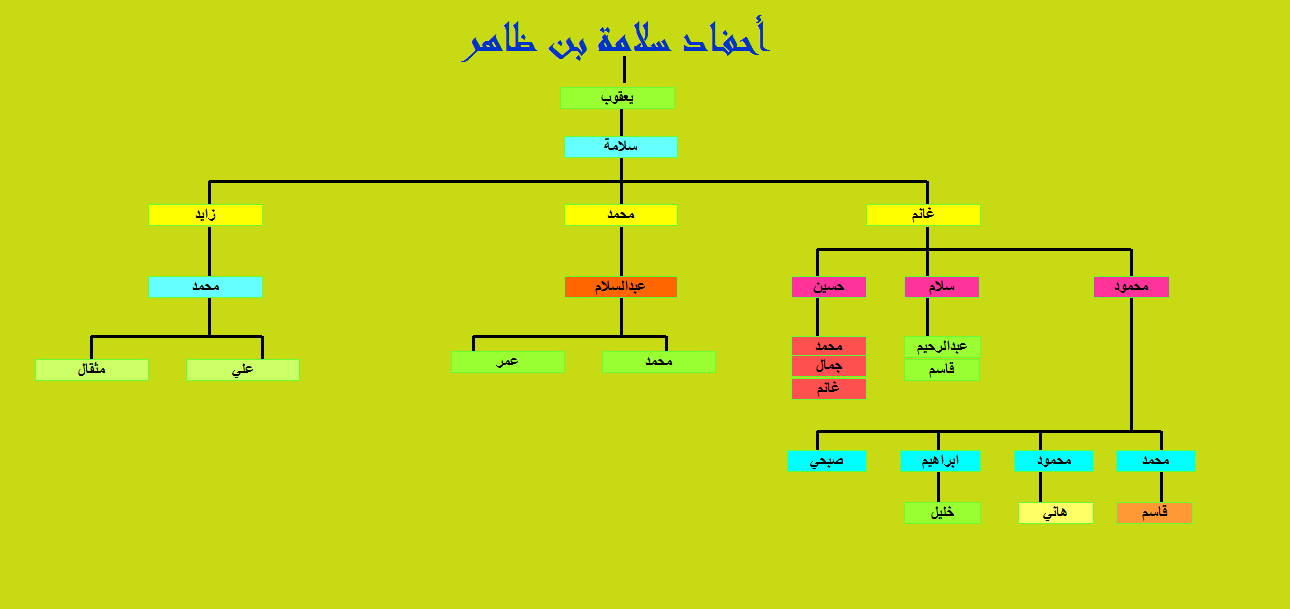 أحفاد سلامة بن ظاهر
يعقوب
سلامة
غانم
محمد
زايد
محمود
سلام
حسين
عبدالسلام
محمد
عبدالرحيم
قاسم
محمد
جمال
غانم
محمد
عمر
علي
مثقال
محمد
محمود
ابراهيم
صبحي
قاسم
هاني
خليل